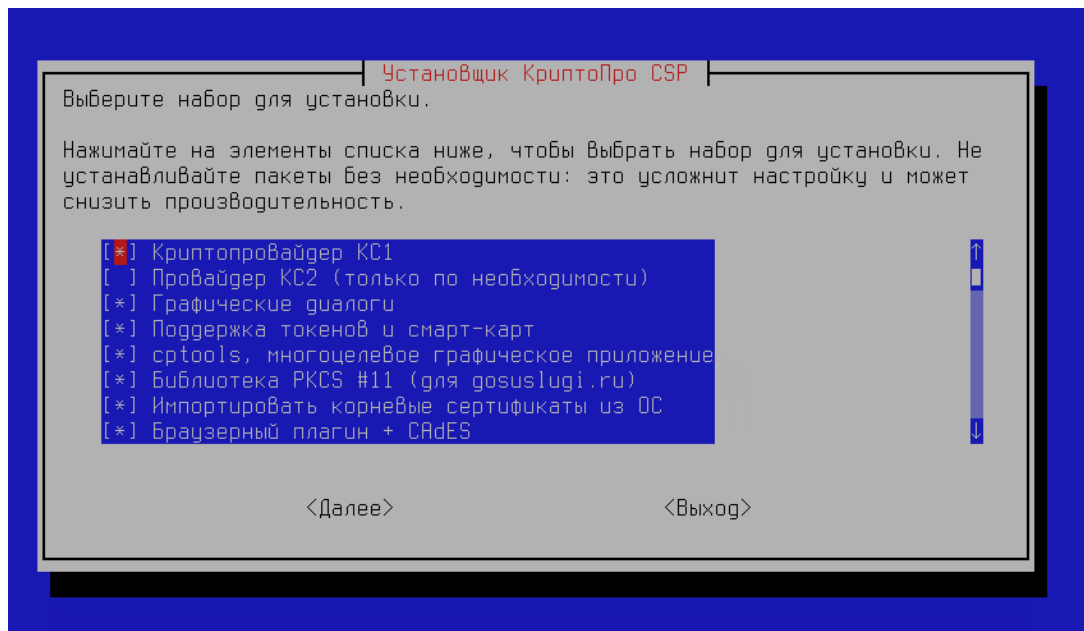 Установщик КриптоПро CSP
Выберите набор для установки.
Нажимайте на элементы списка ниже, чтобы выбрать набор для установки. Не
устанавливайте пакеты без необходимости: это усложнит настройку и может
снизить производительность.
[*] Криптопровайдер КС1
[ ] Провайдер КС2 (только по необходимости)
[*] Графические диалоги
[*] Поддержка токенов и смарт-карт
[*] cptools, многоцелевое графическое приложение
[*] Библиотека PKCS #11 (для gosuslugi.ru)
[*] Импортировать корневые сертификаты из ОС
[*] Браузерный плагин + CAdES
<Далее> <Выход>